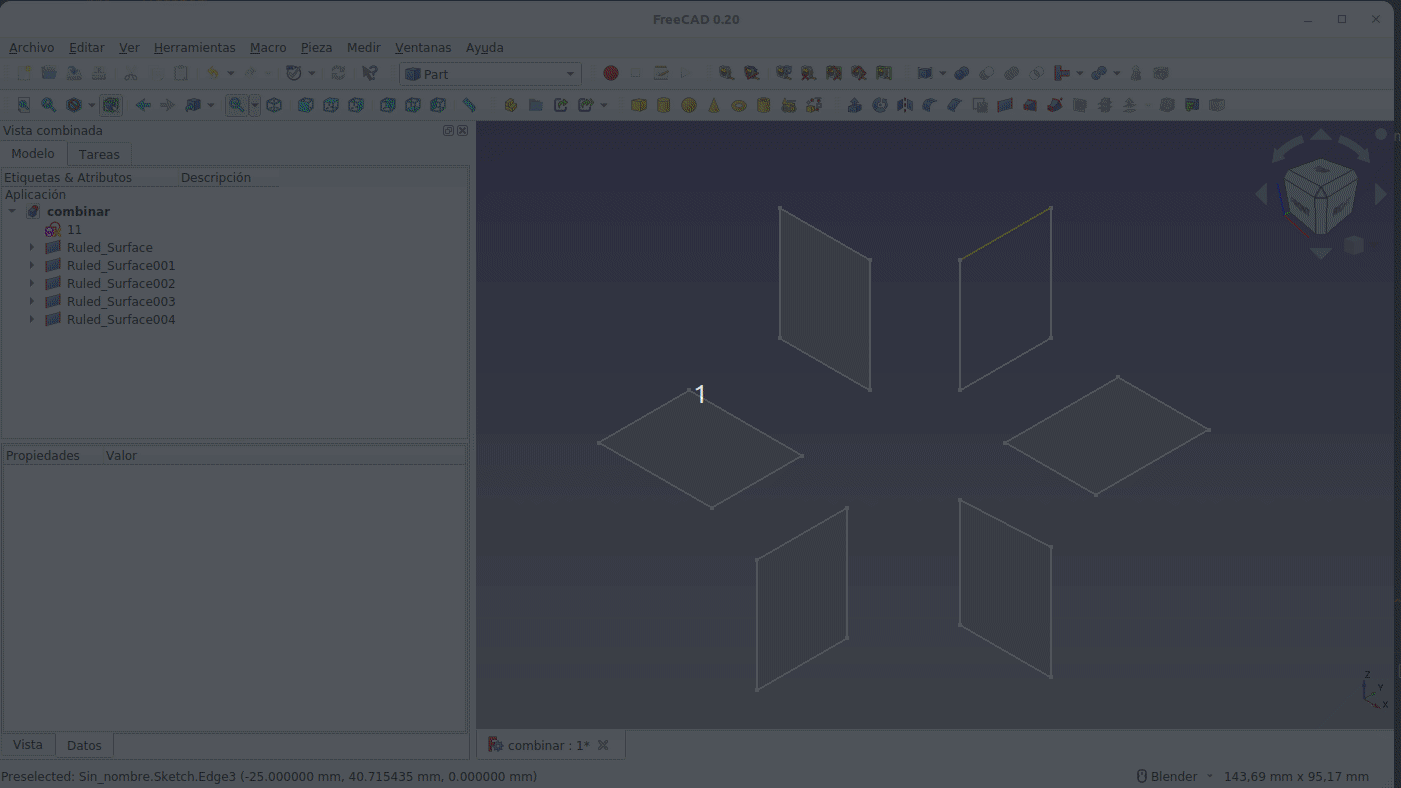 FreeCAD 0.20
Archivo Editar Ver Herramientas Macro Pieza Medir Ventanas Ayuda
Part
Vista combinada
Modelo Tareas
Etiquetas & Atributos Descripción
Aplicación
combinar
11
Ruled_Surface
Ruled_Surface001
Ruled_Surface002
Ruled_Surface003
Ruled_Surface004
1
Propiedades Valor
Z
Y
X
Vista Datos
combinar : 1*
Preselected: Sin_nombre.Sketch.Edge3 (-25.000000 mm, 40.715435 mm, 0.000000 mm)
Blender 143,69 mm x 95,17 mm